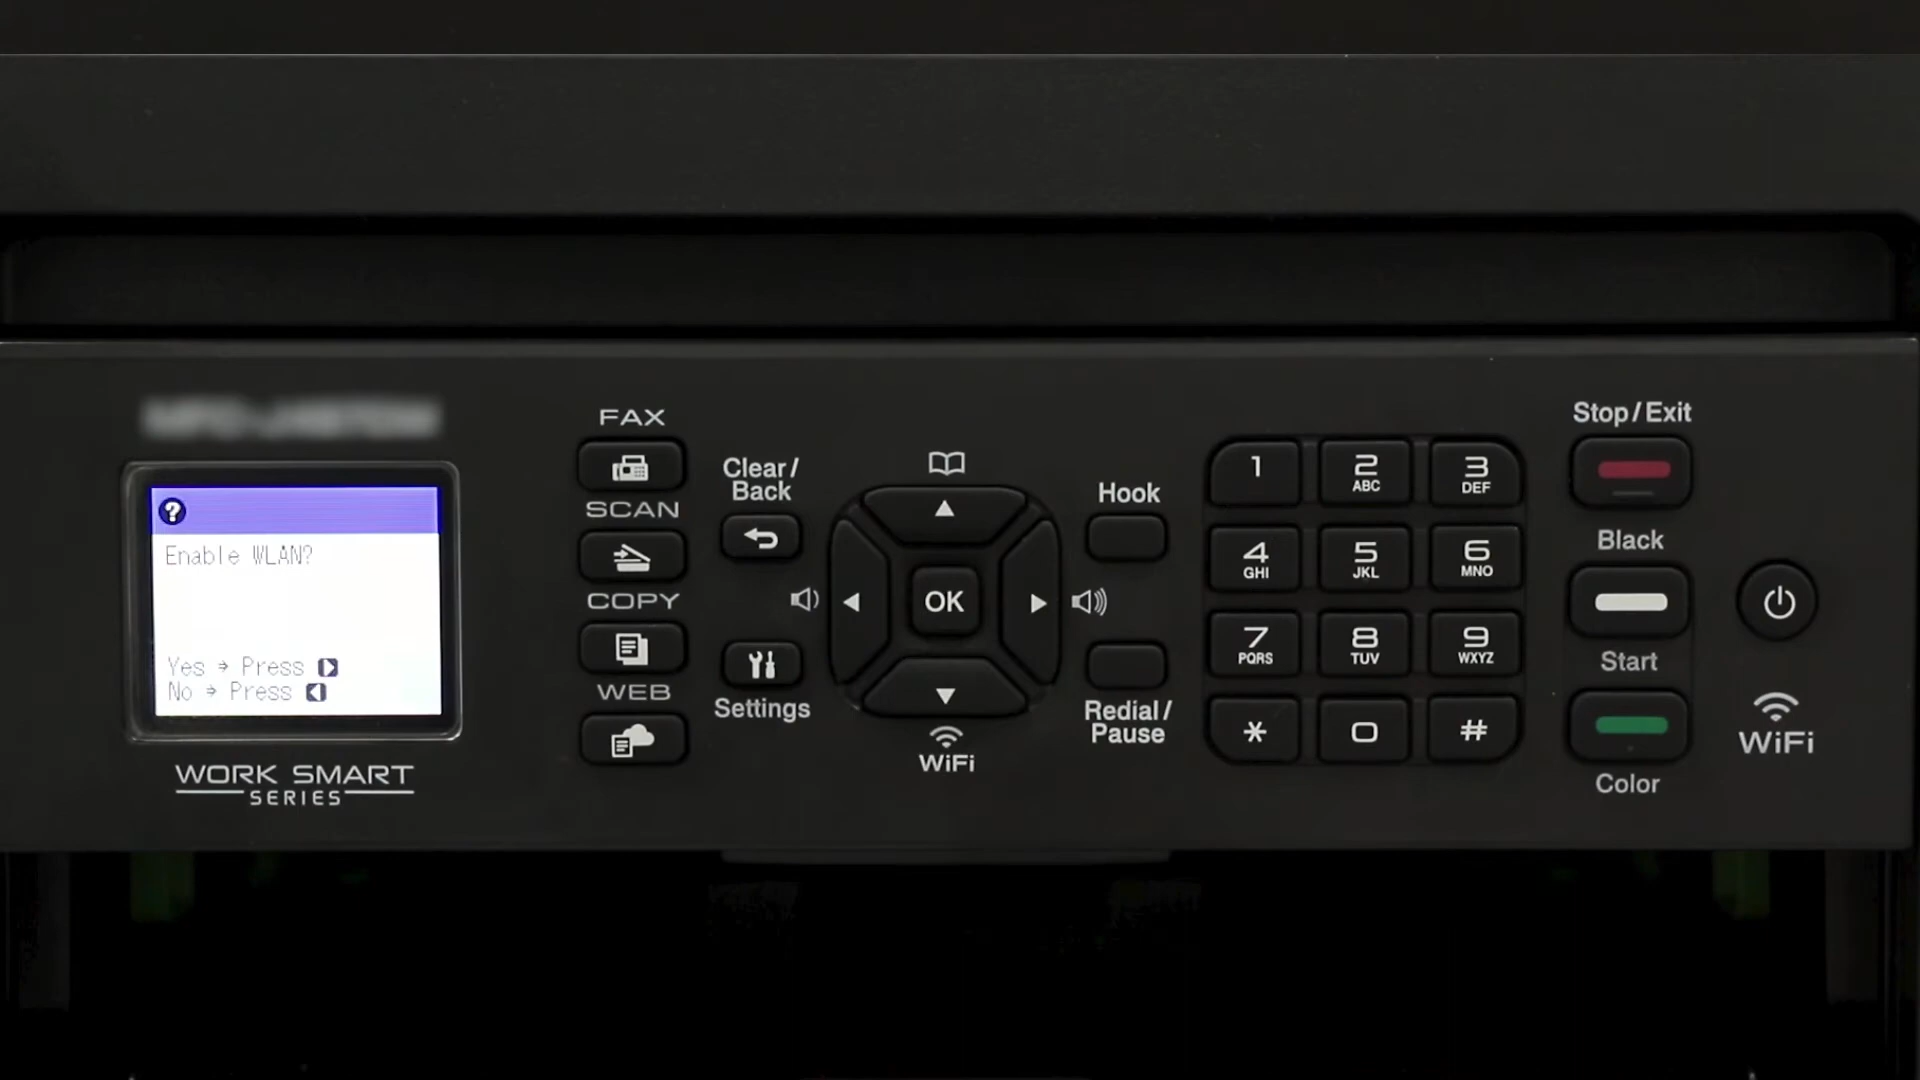 Enable WLAN?
Yes → Press
No → Press
WORK SMART
SERIES
FAX
SCAN
COPY
WEB
Clear/
Back
Settings
OK
WiFi
Hook
Redial/
Pause
1
2
ABC
3
DEF
4
GHI
5
JKL
6
MNO
7
PQRS
8
TUV
9
WXYZ
*
0
#
Stop/Exit
Black
Start
Color
WiFi